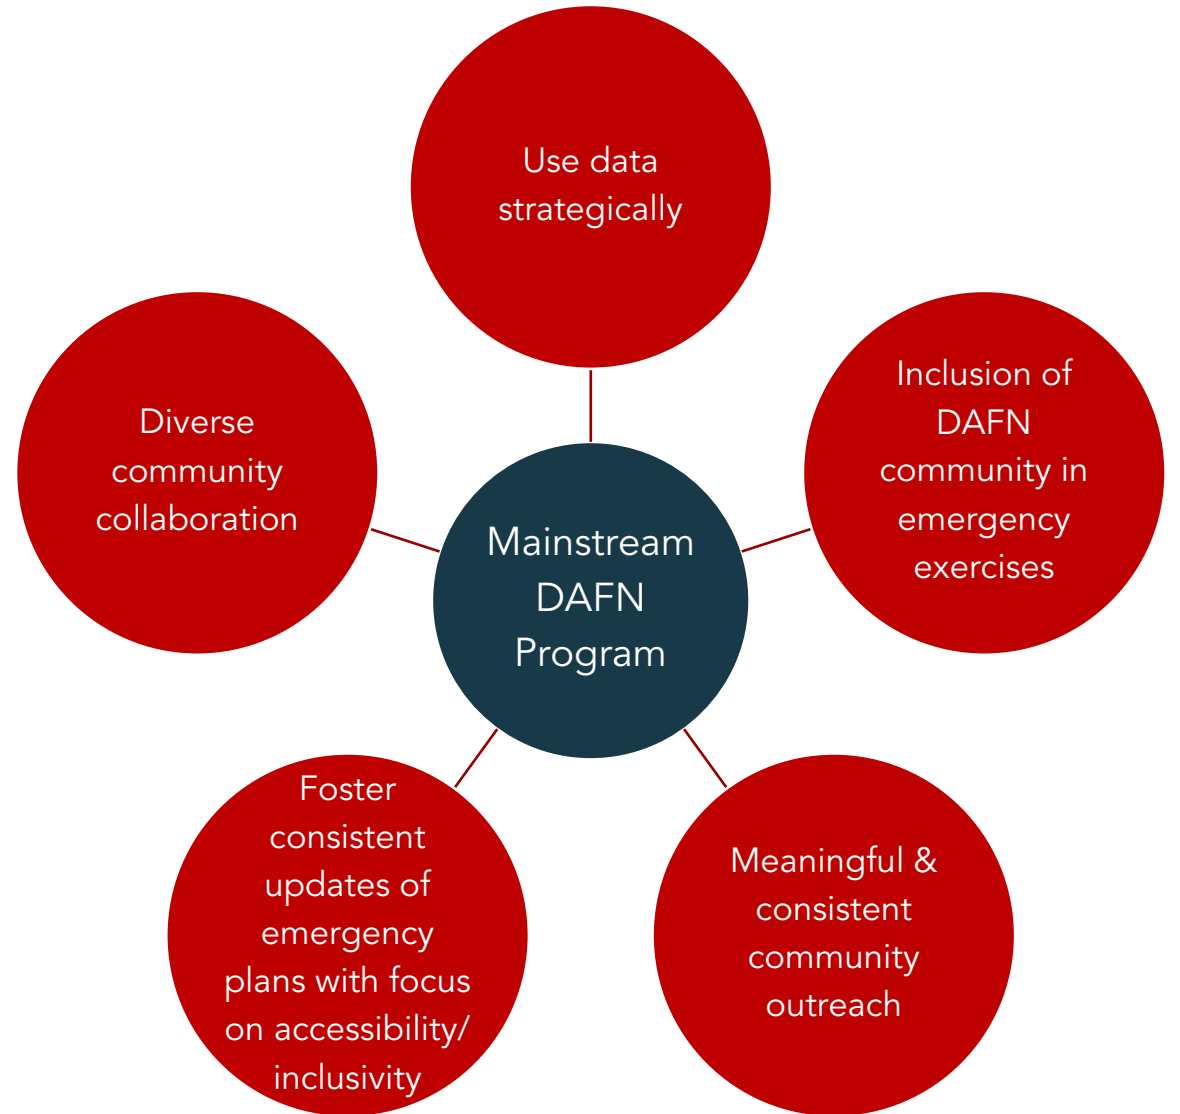 Use data
strategically
Inclusion of
DAFN
community in
emergency
exercises
Diverse
community
collaboration
Mainstream
DAFN
Program
Foster
consistent
updates of
emergency
plans with focus
on accessibility/
inclusivity
Meaningful &
consistent
community
outreach